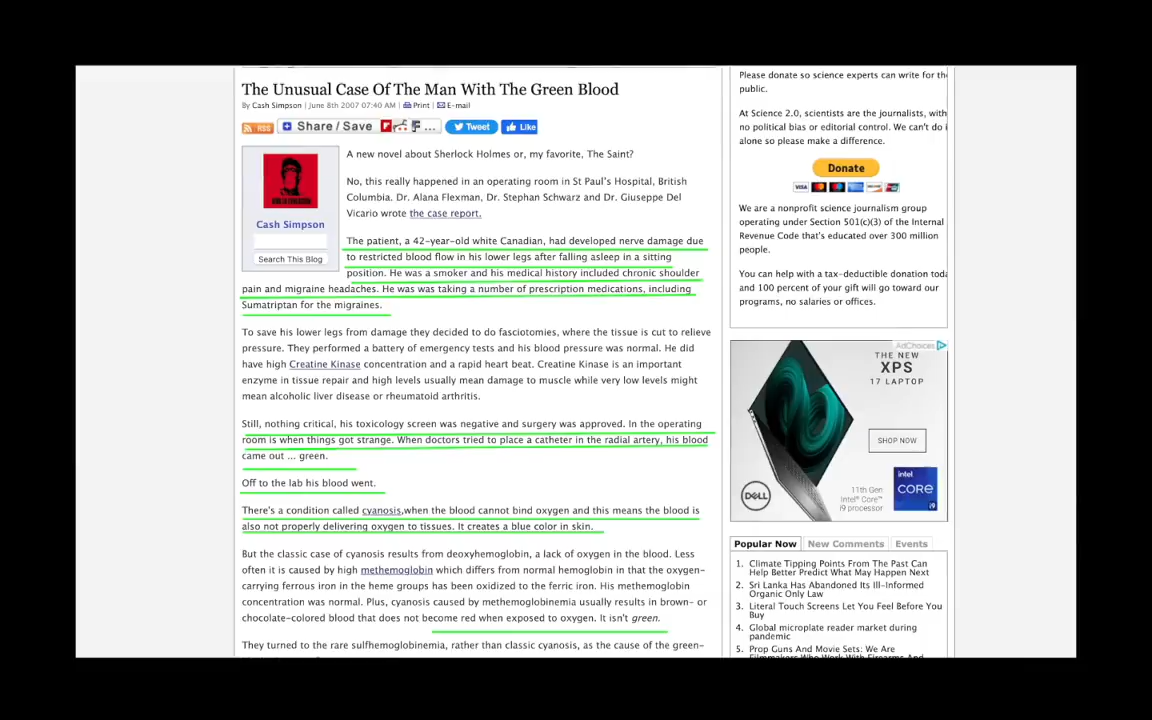 The Unusual Case Of The Man With The Green Blood
By Cash Simpson | June 8th 2007 07:40 AM | Print | E-mail
RSS Share / Save ... Tweet Like
Cash Simpson
Search This Blog
A new novel about Sherlock Holmes or, my favorite, The Saint?
No, this really happened in an operating room in St Paul's Hospital, British
Columbia. Dr. Alana Flexman, Dr. Stephan Schwarz and Dr. Giuseppe Del
Vicario wrote the case report.
The patient, a 42-year-old white Canadian, had developed nerve damage due
to restricted blood flow in his lower legs after falling asleep in a sitting
position. He was a smoker and his medical history included chronic shoulder
pain and migraine headaches. He was was taking a number of prescription medications, including
Sumatriptan for the migraines.
To save his lower legs from damage they decided to do fasciotomies, where the tissue is cut to relieve
pressure. They performed a battery of emergency tests and his blood pressure was normal. He did
have high Creatine Kinase concentration and a rapid heart beat. Creatine Kinase is an important
enzyme in tissue repair and high levels usually mean damage to muscle while very low levels might
mean alcoholic liver disease or rheumatoid arthritis.
Still, nothing critical, his toxicology screen was negative and surgery was approved. In the operating
room is when things got strange. When doctors tried to place a catheter in the radial artery, his blood
came out ... green.
Off to the lab his blood went.
There's a condition called cyanosis,when the blood cannot bind oxygen and this means the blood is
also not properly delivering oxygen to tissues. It creates a blue color in skin.
But the classic case of cyanosis results from deoxyhemoglobin, a lack of oxygen in the blood. Less
often it is caused by high methemoglobin which differs from normal hemoglobin in that the oxygen-
carrying ferrous iron in the heme groups has been oxidized to the ferric iron. His methemoglobin
concentration was normal. Plus, cyanosis caused by methemoglobinemia usually results in brown- or
chocolate-colored blood that does not become red when exposed to oxygen. It isn't green.
They turned to the rare sulfhemoglobinemia, rather than classic cyanosis, as the cause of the green-
Please donate so science experts can write for the
public.
At Science 2.0, scientists are the journalists, with
no political bias or editorial control. We can't do i
alone so please make a difference.
Donate
VISA
We are a nonprofit science journalism group
operating under Section 501(c)(3) of the Internal
Revenue Code that's educated over 300 million
people.
You can help with a tax-deductible donation toda
and 100 percent of your gift will go toward our
programs, no salaries or offices.
AdChoices
THE NEW
XPS
17 LAPTOP
SHOP NOW
DELL
11th Gen
Intel® Core™
i9 processor
intel
CORE
i9
Popular Now New Comments Events
1. Climate Tipping Points From The Past Can
Help Better Predict What May Happen Next
2. Sri Lanka Has Abandoned Its Ill-Informed
Organic Only Law
3. Literal Touch Screens Let You Feel Before You
Buy
4. Global microplate reader market during
pandemic
5. Prop Guns And Movie Sets: We Are